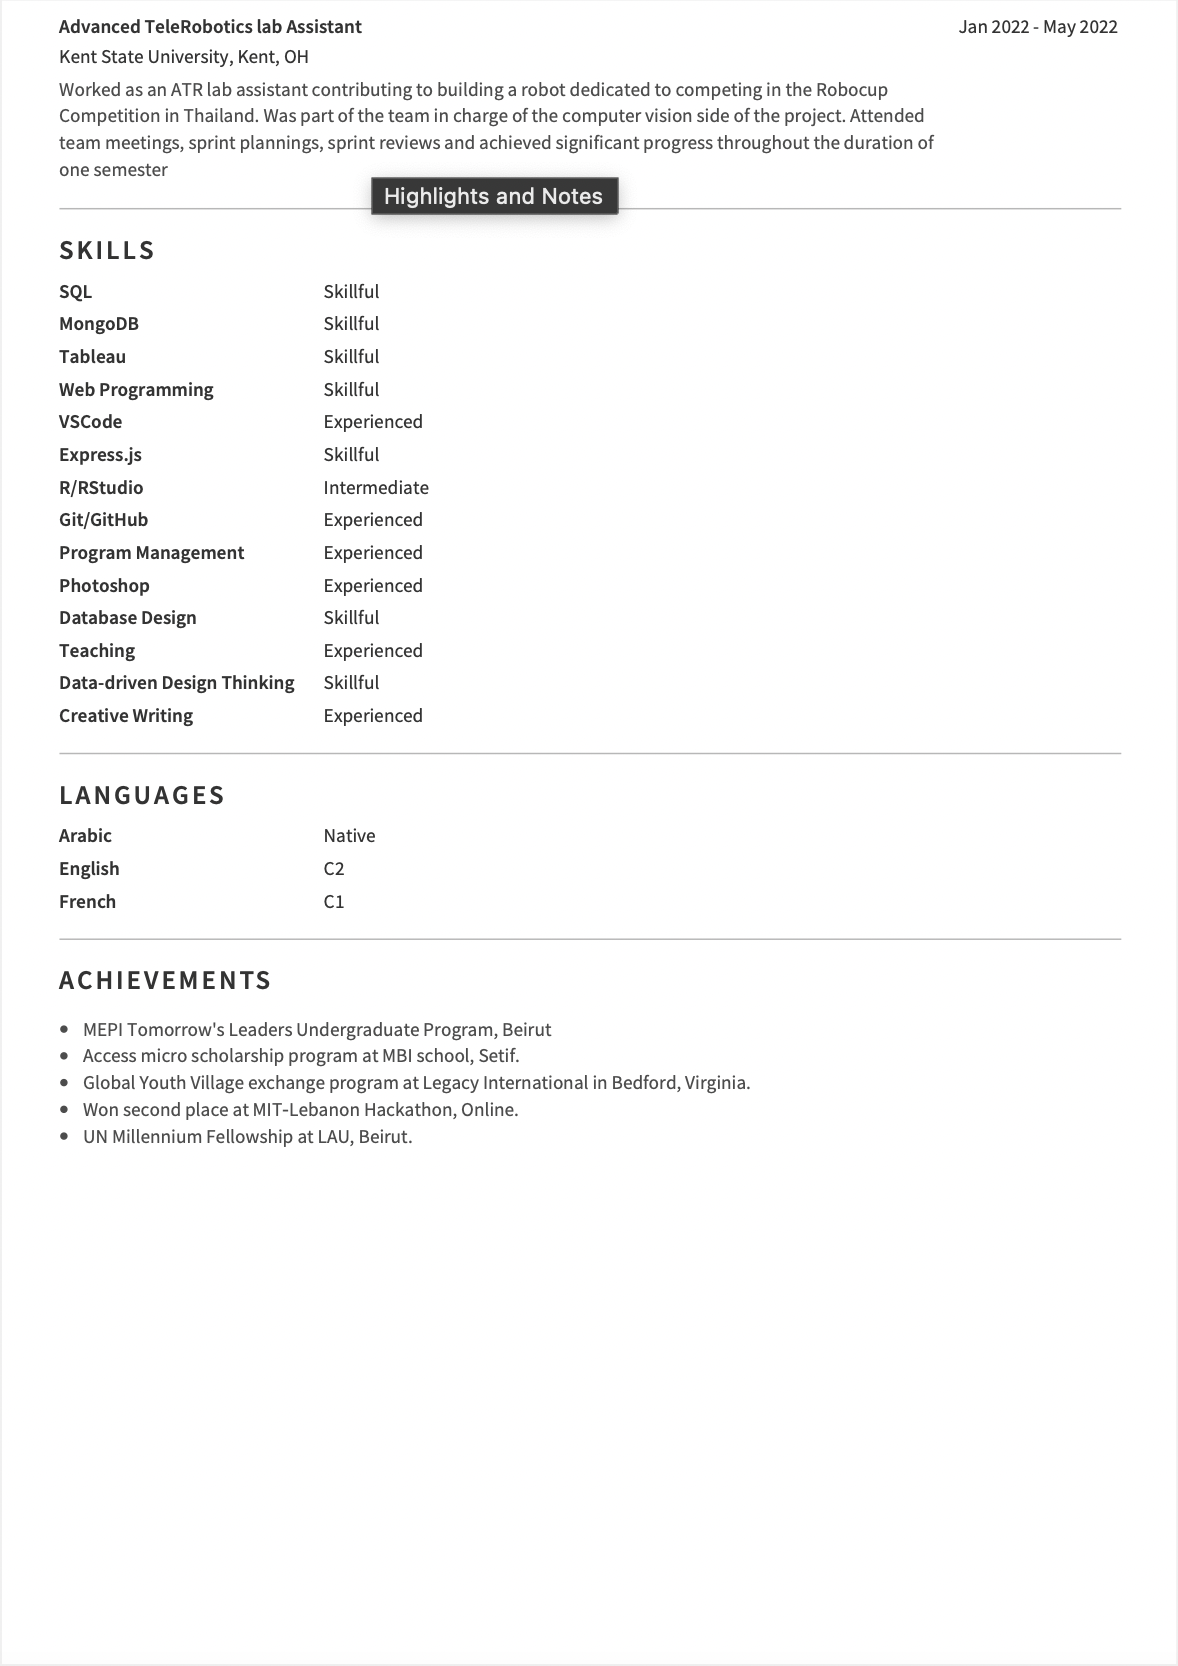 Advanced TeleRobotics lab Assistant Jan 2022 - May 2022
Kent State University, Kent, OH
Worked as an ATR lab assistant contributing to building a robot dedicated to competing in the Robocup
Competition in Thailand. Was part of the team in charge of the computer vision side of the project. Attended
team meetings, sprint plannings, sprint reviews and achieved significant progress throughout the duration of
one semester
Highlights and Notes
SKILLS
SQL Skillful
MongoDB Skillful
Tableau Skillful
Web Programming Skillful
VSCode Experienced
Express.js Skillful
R/RStudio Intermediate
Git/GitHub Experienced
Program Management Experienced
Photoshop Experienced
Database Design Skillful
Teaching Experienced
Data-driven Design Thinking Skillful
Creative Writing Experienced
LANGUAGES
Arabic Native
English C2
French C1
ACHIEVEMENTS
• MEPI Tomorrow's Leaders Undergraduate Program, Beirut
• Access micro scholarship program at MBI school, Setif.
• Global Youth Village exchange program at Legacy International in Bedford, Virginia.
• Won second place at MIT-Lebanon Hackathon, Online.
• UN Millennium Fellowship at LAU, Beirut.